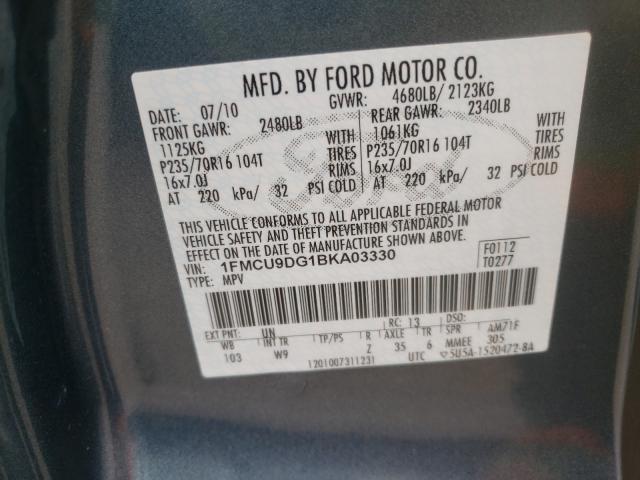 MFD. BY FORD MOTOR CO.
DATE: 07/10 GVWR: 4680LB/ 2123KG
FRONT GAWR: 2480LB REAR GAWR: 2340LB
1125KG WITH 1061KG WITH
P235/70R16 104T TIRES P235/70R16 104T TIRES
16x7.0J RIMS 16x7.0J RIMS
AT 220 kPa/ 32 PSI COLD AT 220 kPa/ 32 PSI COLD
THIS VEHICLE CONFORMS TO ALL APPLICABLE FEDERAL MOTOR
VEHICLE SAFETY AND THEFT PREVENTION STANDARDS IN
EFFECT ON THE DATE OF MANUFACTURE SHOWN ABOVE.
VIN: 1FMCU9DG1BKA03330 F0112
TYPE: MPV T0277
EXT PNT: UN RC: 13 DSO:
WB INT TR TP/PS R AXLE TR SPR AM71F
103 W9 Z 35 6 MMEE 305
1201007311231 UTC 5U5A-1520472-BA
Ford